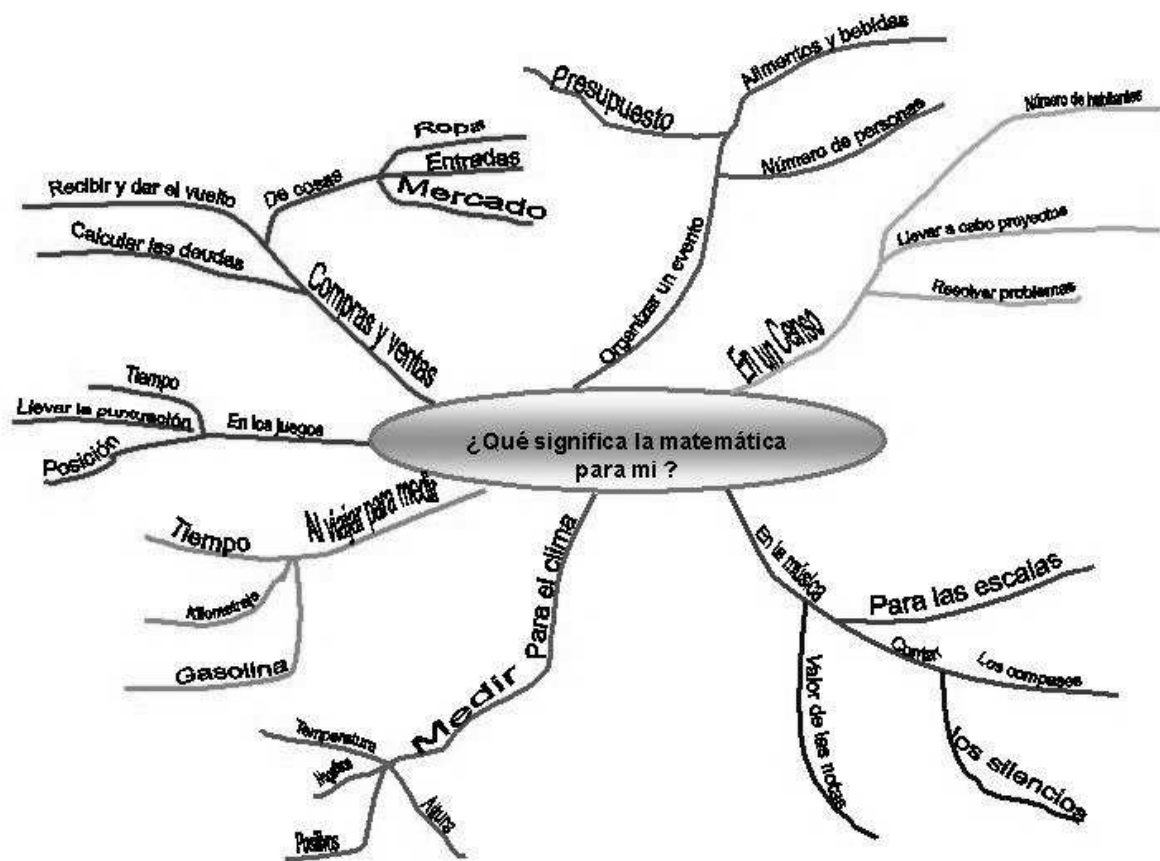 ¿Qué significa la matemática
para mi ?
Compras y ventas
Recibir y dar el vuelto
De cosas
Ropa
Entradas
Mercado
Calcular las deudas
Organizar un evento
Presupuesto
Alimentos y bebidas
Número de personas
En un Censo
Número de habitantes
Llevar a cabo proyectos
Resolver problemas
En la música
Para las escalas
Contar
Los compases
los silencios
Valor de las notas
Para el clima
Medir
Temperatura
Altura
Al viajar para medir
Tiempo
Kilometraje
Gasolina
En los juegos
Tiempo
Llevar la puntuación
Posición